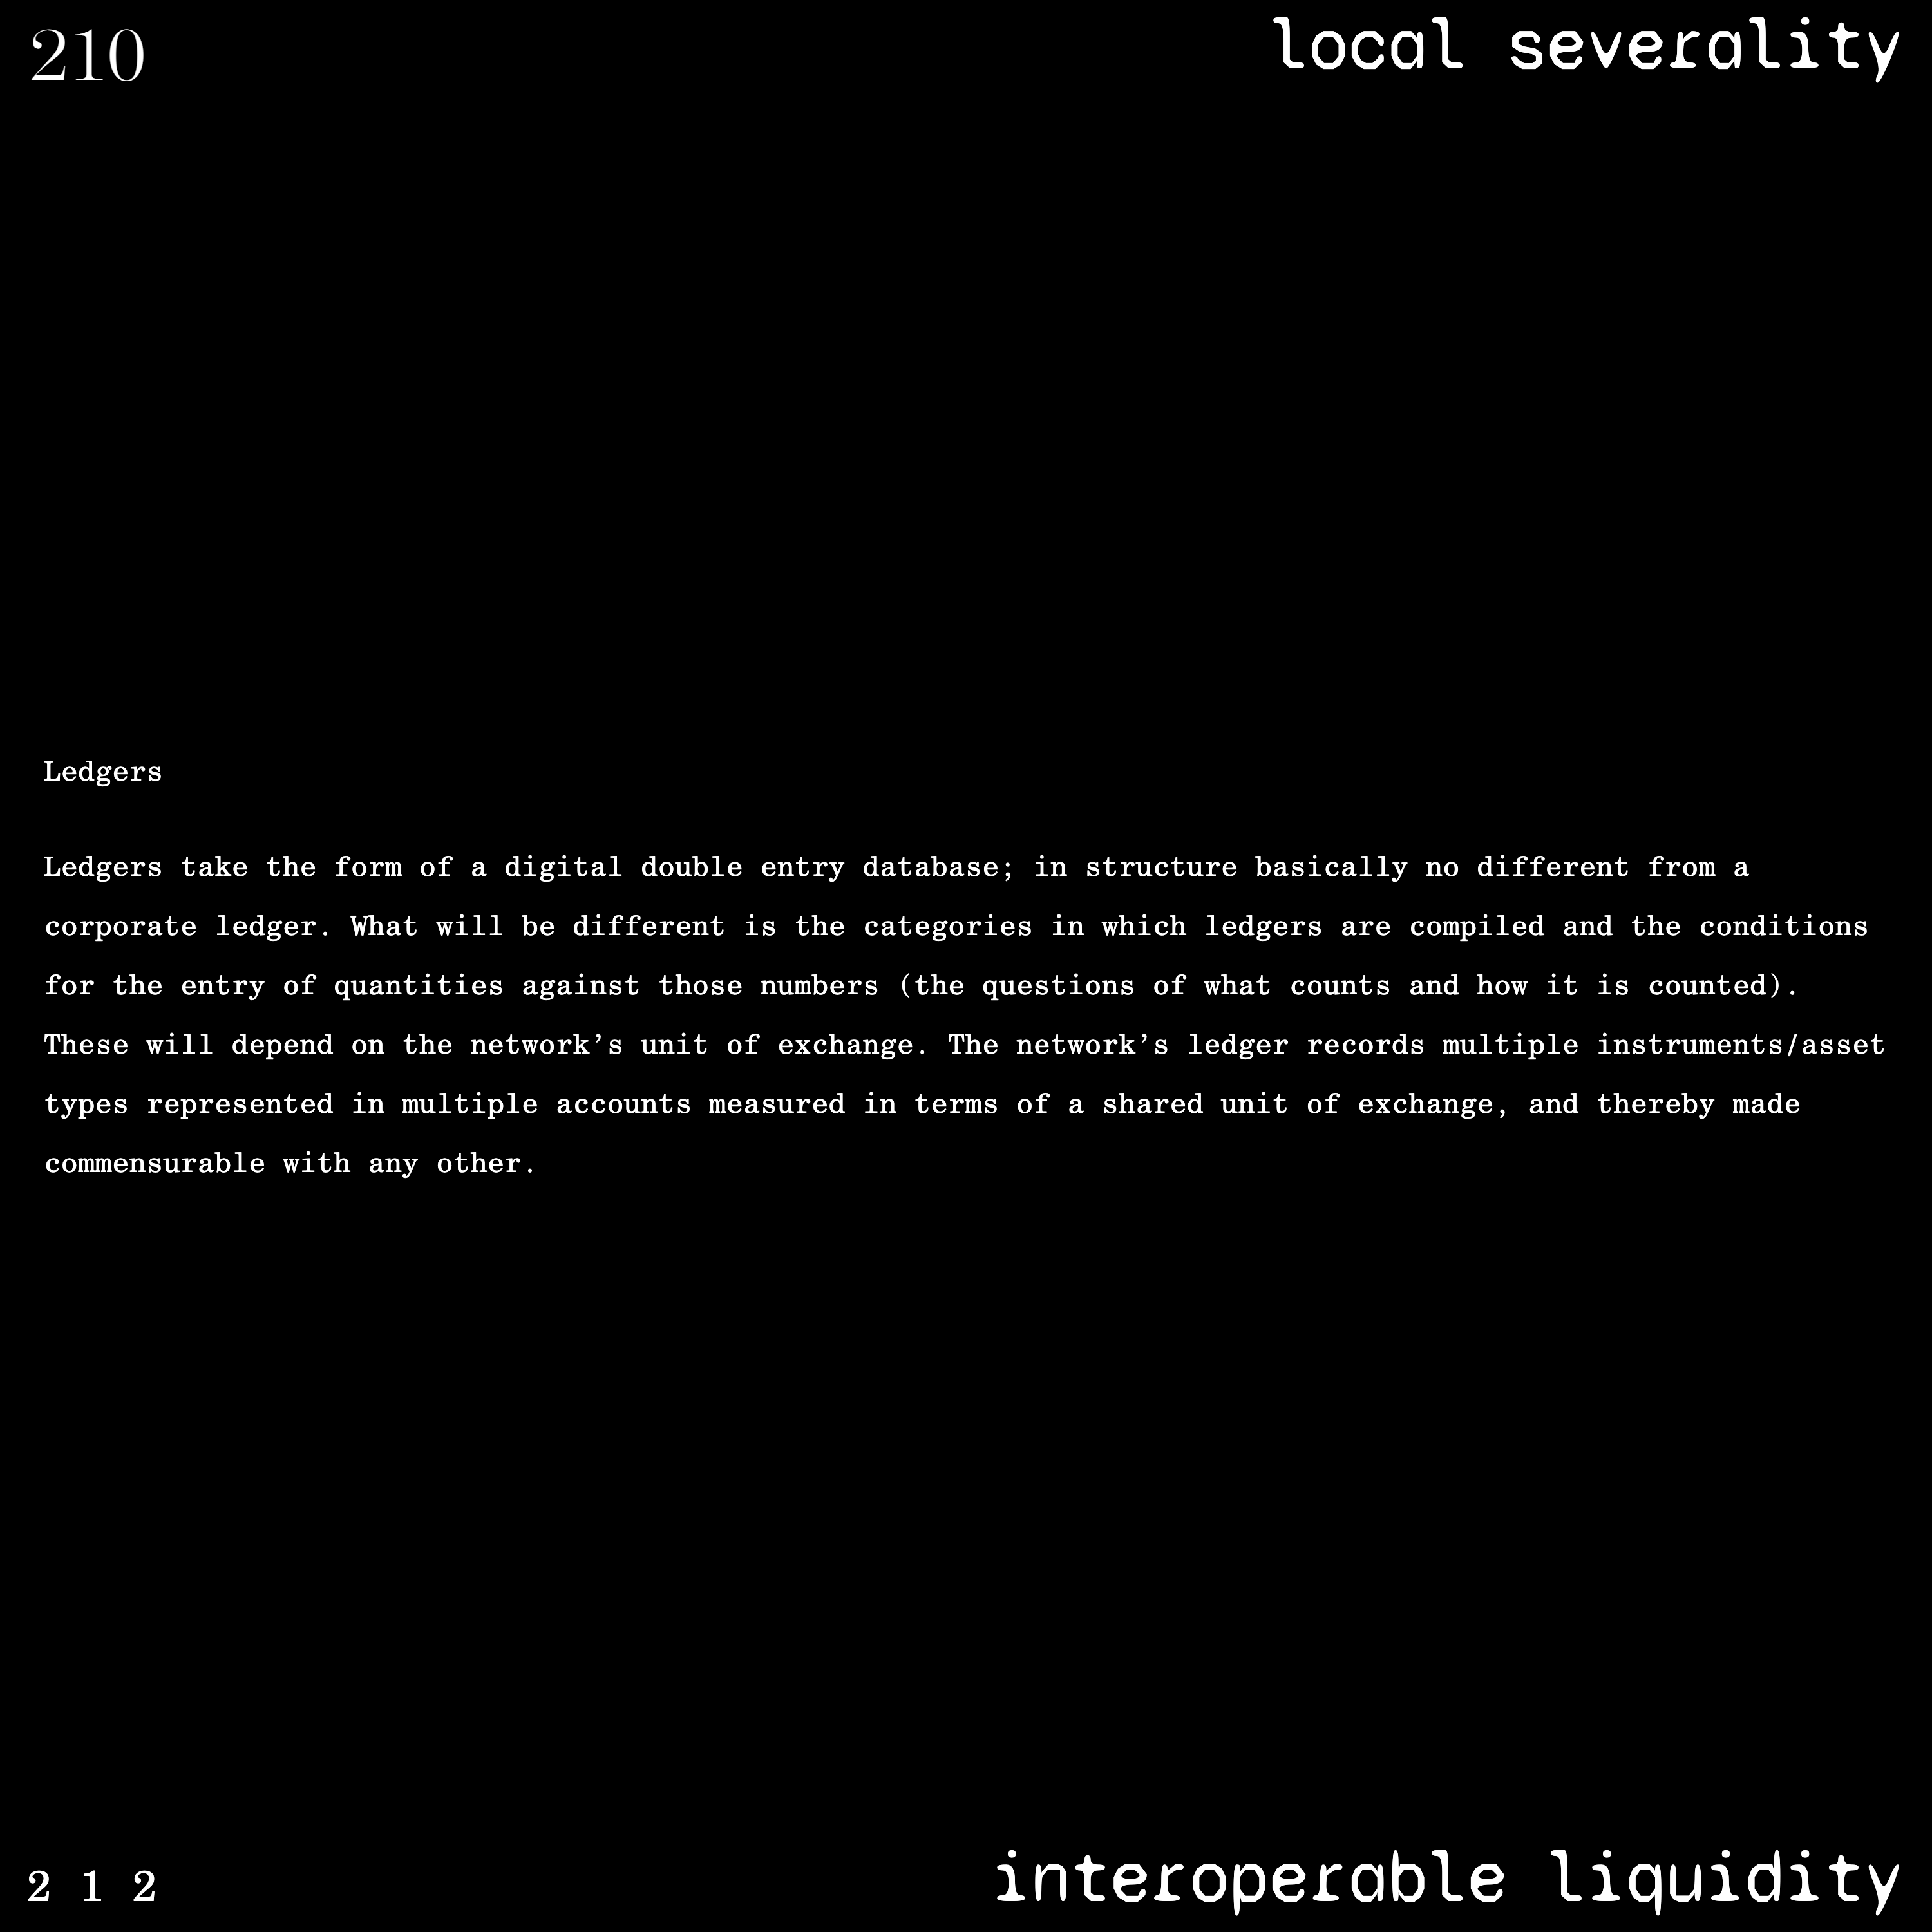 210
local severality
Ledgers
Ledgers take the form of a digital double entry database; in structure basically no different from a
corporate ledger. What will be different is the categories in which ledgers are compiled and the conditions
for the entry of quantities against those numbers (the questions of what counts and how it is counted).
These will depend on the network’s unit of exchange. The network’s ledger records multiple instruments/asset
types represented in multiple accounts measured in terms of a shared unit of exchange, and thereby made
commensurable with any other.
2 1 2
interoperable liquidity